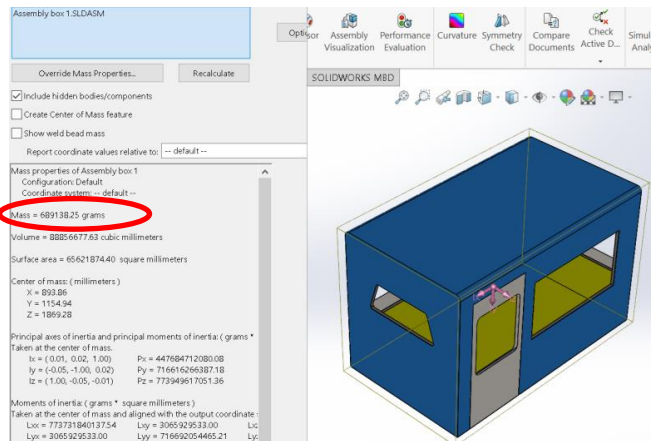 Assembly box 1.SLDASM
Override Mass Properties...
Recalculate
Include hidden bodies/components
Create Center of Mass feature
Show weld bead mass
Report coordinate values relative to:
-- default --
Mass properties of Assembly box 1
Configuration: Default
Coordinate system: -- default --
Mass = 689138.25 grams
Volume = 88856677.63 cubic millimeters
Surface area = 65621874.40 square millimeters
Center of mass: ( millimeters )
X = 893.86
Y = 1154.94
Z = 1869.28
Principal axes of inertia and principal moments of inertia: ( grams *
Taken at the center of mass.
Ix = ( 0.01, 0.02, 1.00) Px = 447684712080.08
Iy = (-0.05, -1.00, 0.02) Py = 716616266387.18
Iz = ( 1.00, -0.05, -0.01) Pz = 773949617051.36
Moments of inertia: ( grams * square millimeters )
Taken at the center of mass and aligned with the output coordinate
Lxx = 773731840137.54 Lxy = 3065929533.00
Lyx = 3065929533.00 Lyy = 716692054465.21
Assembly Visualization
Performance Evaluation
Curvature
Symmetry Check
Compare Documents
Check Active D...
SOLIDWORKS MBD